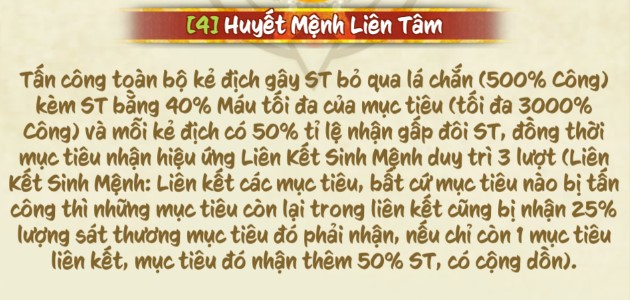 [4] Huyết Mệnh Liên Tâm
Tấn công toàn bộ kẻ địch gây ST bỏ qua lá chắn (500% Công)
kèm ST bằng 40% Máu tối đa của mục tiêu (tối đa 3000%
Công) và mỗi kẻ địch có 50% tỉ lệ nhận gấp đôi ST, đồng thời
mục tiêu nhận hiệu ứng Liên Kết Sinh Mệnh duy trì 3 lượt (Liên
Kết Sinh Mệnh: Liên kết các mục tiêu, bất cứ mục tiêu nào bị tấn
công thì những mục tiêu còn lại trong liên kết cũng bị nhận 25%
lượng sát thương mục tiêu đó phải nhận, nếu chỉ còn 1 mục tiêu
liên kết, mục tiêu đó nhận thêm 50% ST, có cộng dồn).